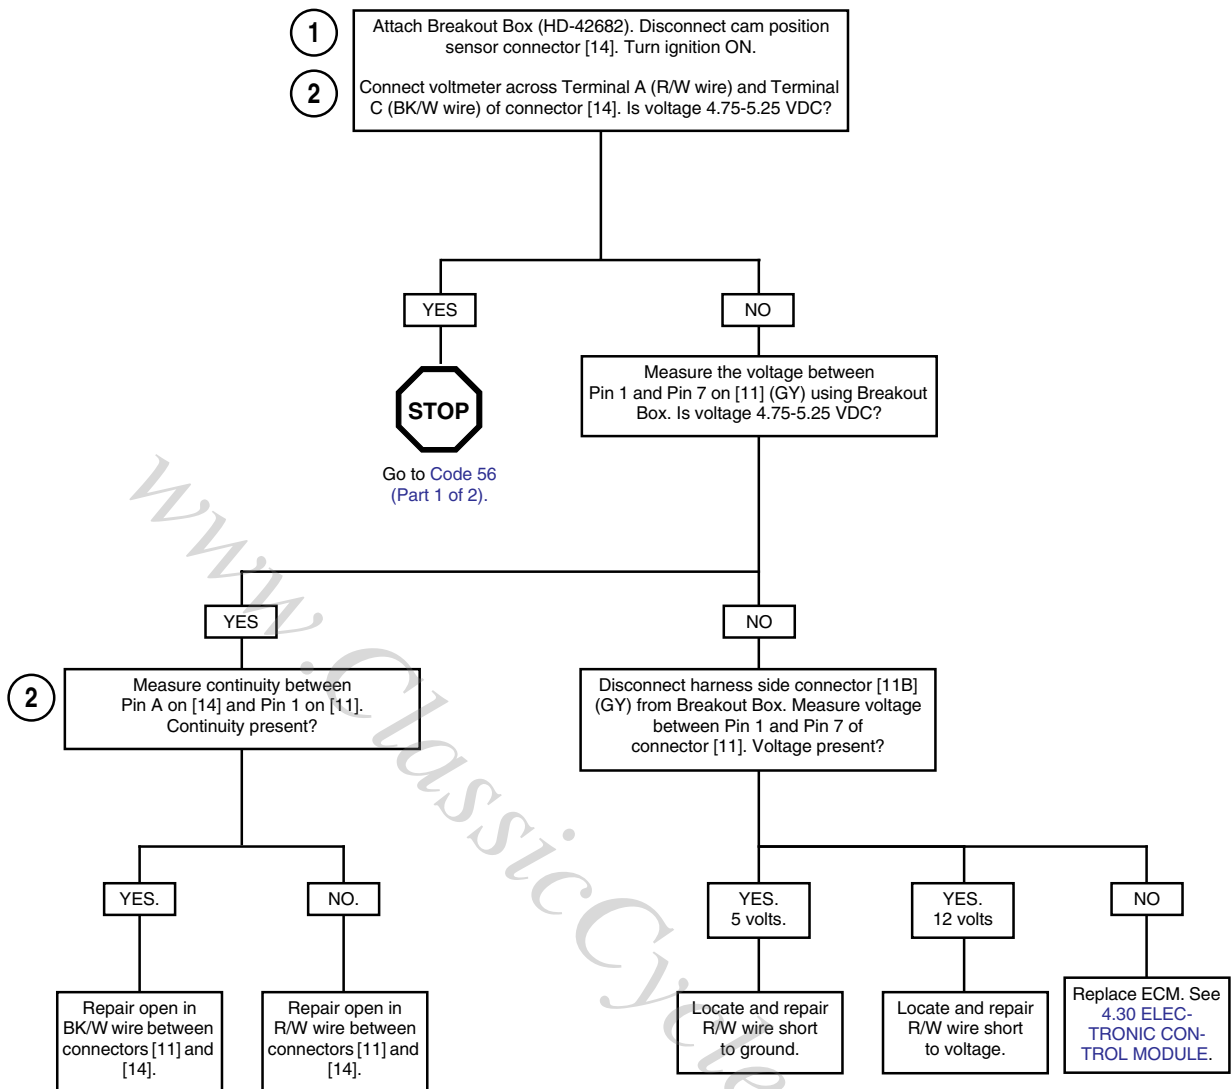 1
Attach Breakout Box (HD-42682). Disconnect cam position
sensor connector [14]. Turn ignition ON.
2
Connect voltmeter across Terminal A (R/W wire) and Terminal
C (BK/W wire) of connector [14]. Is voltage 4.75-5.25 VDC?
YES
NO
STOP
Go to Code 56
(Part 1 of 2).
Measure the voltage between
Pin 1 and Pin 7 on [11] (GY) using Breakout
Box. Is voltage 4.75-5.25 VDC?
YES
NO
2
Measure continuity between
Pin A on [14] and Pin 1 on [11].
Continuity present?
Disconnect harness side connector [11B]
(GY) from Breakout Box. Measure voltage
between Pin 1 and Pin 7 of
connector [11]. Voltage present?
YES.
NO.
YES.
5 volts.
YES.
12 volts
NO
Repair open in
BK/W wire between
connectors [11] and
[14].
Repair open in
R/W wire between
connectors [11] and
[14].
Locate and repair
R/W wire short
to ground.
Locate and repair
R/W wire short
to voltage.
Replace ECM. See
4.30 ELEC-
TRONIC CON-
TROL MODULE.
www.ClassicCycle